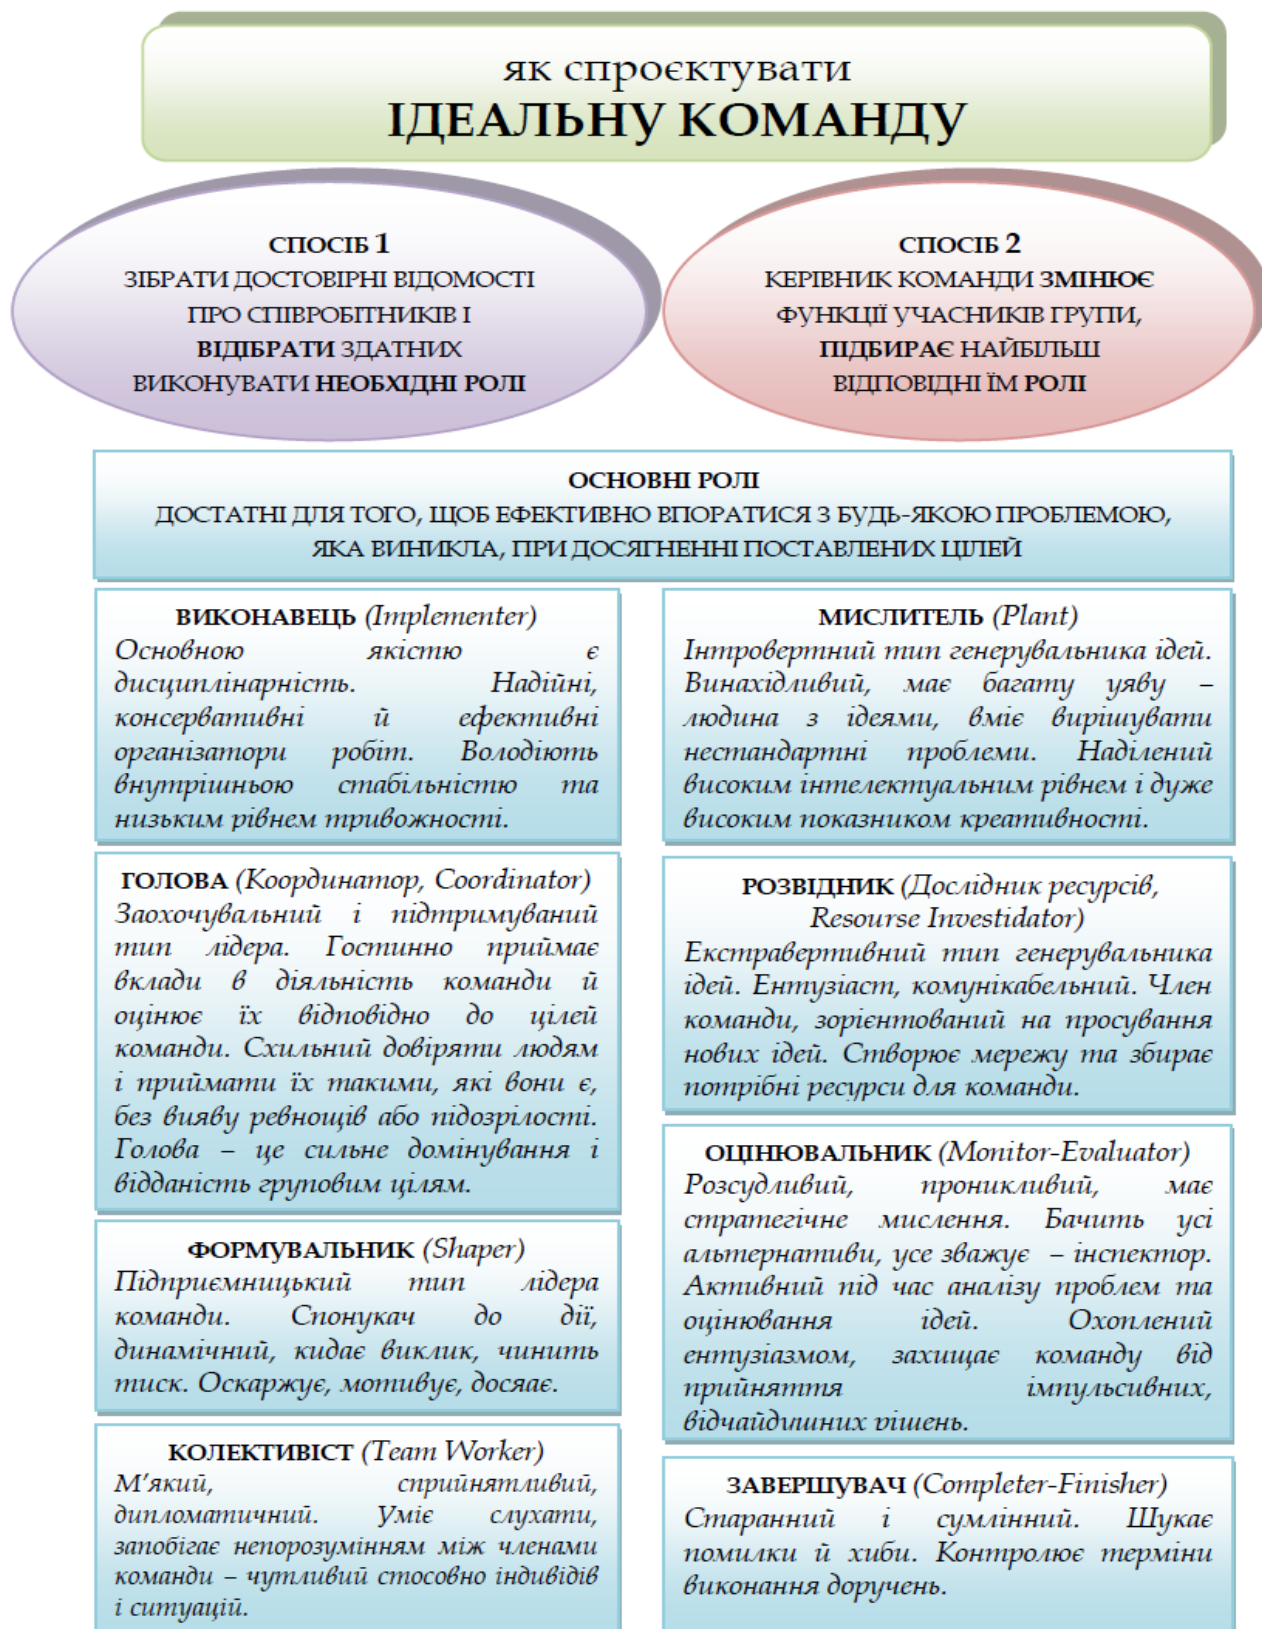 як спроєктувати
ІДЕАЛЬНУ КОМАНДУ
СПОСІБ 1
ЗІБРАТИ ДОСТОВІРНІ ВІДОМОСТІ
ПРО СПІВРОБІТНИКІВ І
ВІДІБРАТИ ЗДАТНИХ
ВИКОНУВАТИ НЕОБХІДНІ РОЛІ
СПОСІБ 2
КЕРІВНИК КОМАНДИ ЗМІНЮЄ
ФУНКЦІЇ УЧАСНИКІВ ГРУПИ,
ПІДБИРАЄ НАЙБІЛЬШ
ВІДПОВІДНІ ЇМ РОЛІ
ОСНОВНІ РОЛІ
ДОСТАТНІ ДЛЯ ТОГО, ЩОБ ЕФЕКТИВНО ВПОРАТИСЯ З БУДЬ-ЯКОЮ ПРОБЛЕМОЮ,
ЯКА ВИНИКЛА, ПРИ ДОСЯГНЕННІ ПОСТАВЛЕНИХ ЦІЛЕЙ
ВИКОНАВЕЦЬ (Implementer)
Основною якістю є
дисциплінарність. Надійні,
консервативні й ефективні
організатори робіт. Володіють
внутрішньою стабільністю та
низьким рівнем тривожності.
ГОЛОВА (Координатор, Coordinator)
Заохочувальний і підтримуваний
тип лідера. Гостинно приймає
вклади в діяльність команди й
оцінює їх відповідно до цілей
команди. Схильний довіряти людям
і приймати їх такими, які вони є,
без вияву ревнощів або підозрілості.
Голова – це сильне домінування і
відданість груповим цілям.
ФОРМУВАЛЬНИК (Shaper)
Підприємницький тип лідера
команди. Спонукач до дії,
динамічний, кидає виклик, чинить
тиск. Оскаржує, мотивує, досягає.
КОЛЕКТИВІСТ (Team Worker)
М’який, сприйнятливий,
дипломатичний. Уміє слухати,
запобігає непорозумінням між членами
команди – чутливий стосовно індивідів
і ситуацій.
МИСЛИТЕЛЬ (Plant)
Інтровертний тип генерувальника ідей.
Винахідливий, має багату уяву –
людина з ідеями, вміє вирішувати
нестандартні проблеми. Наділений
високим інтелектуальним рівнем і дуже
високим показником креативності.
РОЗВІДНИК (Дослідник ресурсів,
Resourse Investidator)
Екстравертивний тип генерувальника
ідей. Ентузіаст, комунікабельний. Член
команди, зорієнтований на просування
нових ідей. Створює мережу та збирає
потрібні ресурси для команди.
ОЦІНЮВАЛЬНИК (Monitor-Evaluator)
Розсудливий, проникливий, має
стратегічне мислення. Бачить усі
альтернативи, усе зважує – інспектор.
Активний під час аналізу проблем та
оцінювання ідей. Охоплений
ентузіазмом, захищає команду від
прийняття імпульсивних,
відчайдушних рішень.
ЗАВЕРШУВАЧ (Completer-Finisher)
Старанний і сумлінний. Шукає
помилки й хиби. Контролює терміни
виконання доручень.